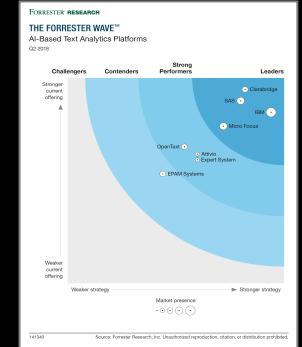 FORRESTER® RESEARCH
THE FORRESTER WAVE™
AI-Based Text Analytics Platforms
Q2 2018
Challengers
Contenders
Strong
Performers
Leaders
Stronger
current
offering
Clarabridge
SAS
IBM
Micro Focus
OpenText
Attivio
Expert System
EPAM Systems
Weaker
current
offering
Weaker strategy
Stronger strategy
Market presence
141340
Source: Forrester Research, Inc. Unauthorized reproduction, citation, or distribution prohibited.